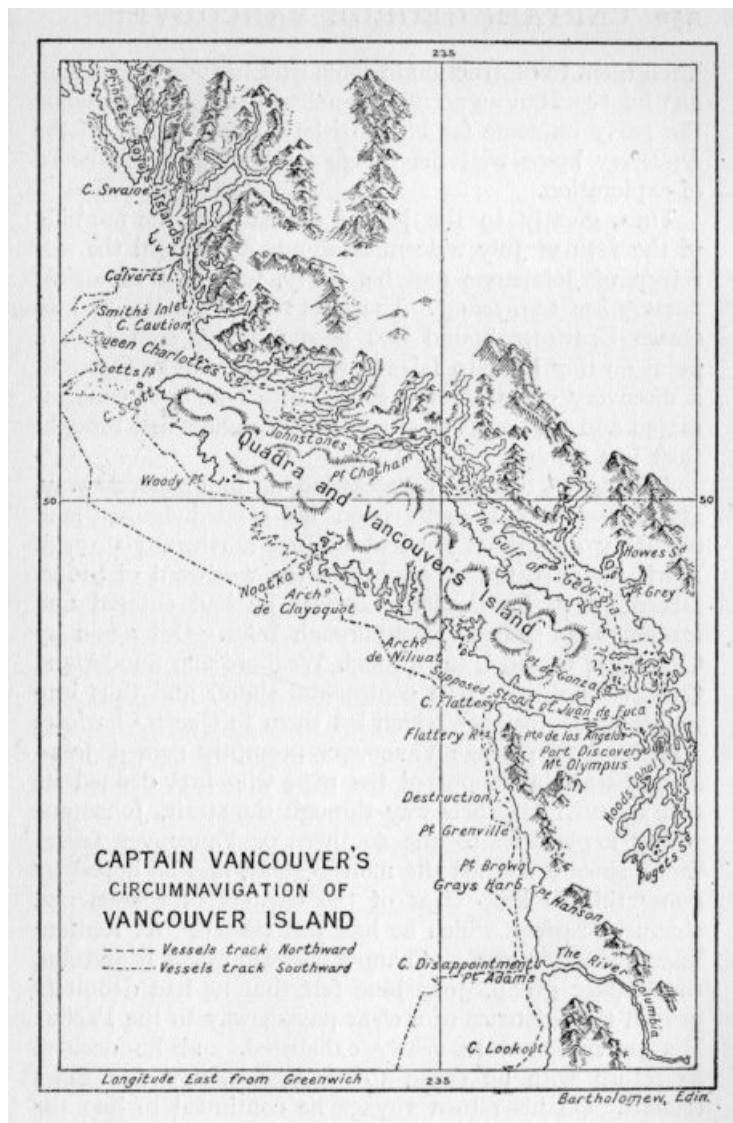 235
Princess Royal Islands
C. Swaine
Calverts I.
Smiths Inlet
C. Caution
Queen Charlottes Sd.
Scotts Is.
C. Scott
Johnstones
Pt Chatham
Quadra and Vancouvers Island
Woody Pt
50
50
The Gulf of Georgia
Howes Sd
Pt Grey
Nootka Sd
Archo
de Clayoquot
Archo
de Nitiuat
Gonzales
Supposed Strait of Juan de Fuca
C. Flattery
Flattery Rks
Pto de los Angelos
Port Discovery
Mt Olympus
Hoods Canal
Pugets Sd
Destruction I.
Pt Grenville
Pt Brown
Grays Harb.
Pt Hanson
CAPTAIN VANCOUVER'S
CIRCUMNAVIGATION OF
VANCOUVER ISLAND
Vessels track Northward
Vessels track Southward
C. Disappointment
Pt Adams
The River Columbia
C. Lookout
Longitude East from Greenwich
235
Bartholomew, Edin.